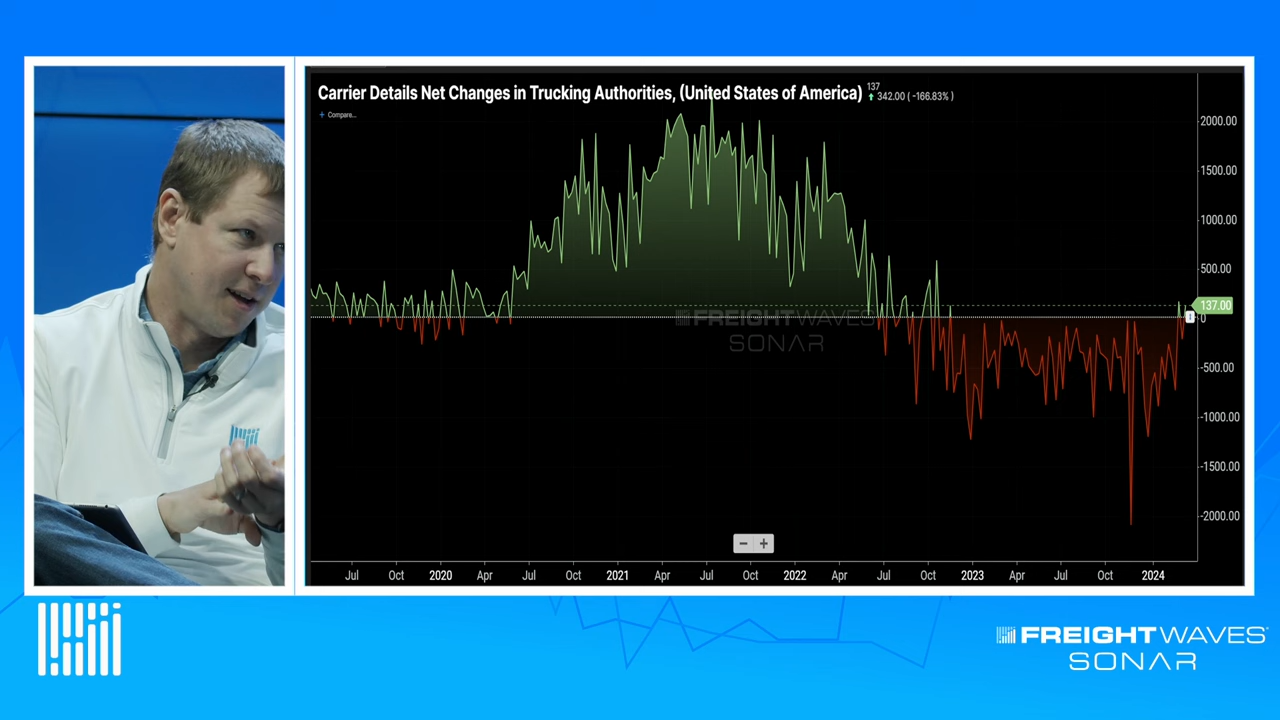 Carrier Details Net Changes in Trucking Authorities, (United States of America)
137
342.00 ( -166.83% )
+ Compare...
2000.00
1500.00
1000.00
500.00
137.00
0
-500.00
-1000.00
-1500.00
-2000.00
FREIGHTWAVES
SONAR
− +
Jul Oct 2020 Apr Jul Oct 2021 Apr Jul Oct 2022 Apr Jul Oct 2023 Apr Jul Oct 2024
FREIGHTWAVES
SONAR